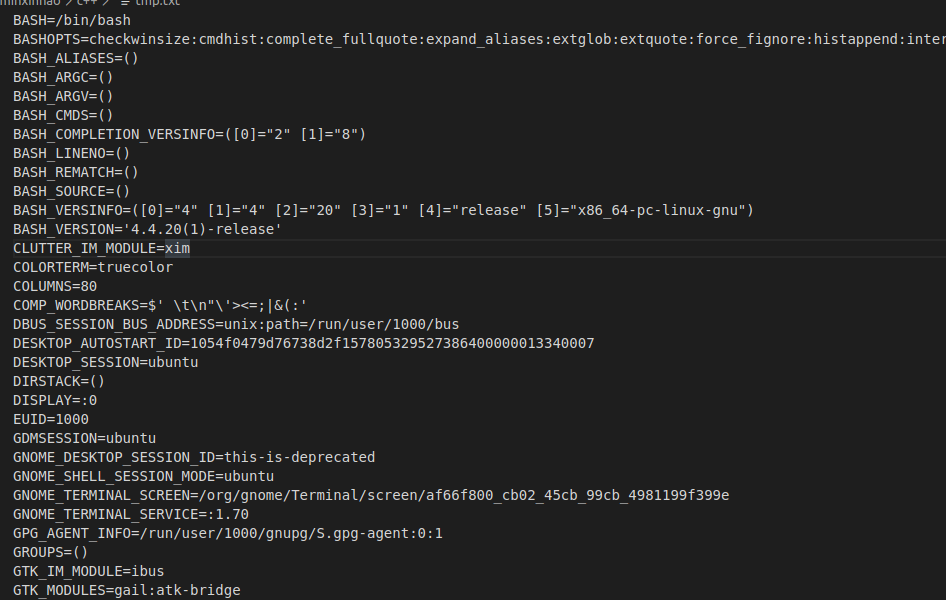 minxinhao > c++ > tmp.txt
BASH=/bin/bash
BASHOPTS=checkwinsize:cmdhist:complete_fullquote:expand_aliases:extglob:extquote:force_fignore:histappend:inter
BASH_ALIASES=()
BASH_ARGC=()
BASH_ARGV=()
BASH_CMDS=()
BASH_COMPLETION_VERSINFO=([0]="2" [1]="8")
BASH_LINENO=()
BASH_REMATCH=()
BASH_SOURCE=()
BASH_VERSINFO=([0]="4" [1]="4" [2]="20" [3]="1" [4]="release" [5]="x86_64-pc-linux-gnu")
BASH_VERSION='4.4.20(1)-release'
CLUTTER_IM_MODULE=xim
COLORTERM=truecolor
COLUMNS=80
COMP_WORDBREAKS=$' \t\n"\'><=;|&(:'
DBUS_SESSION_BUS_ADDRESS=unix:path=/run/user/1000/bus
DESKTOP_AUTOSTART_ID=1054f0479d76738d2f157805329527386400000013340007
DESKTOP_SESSION=ubuntu
DIRSTACK=()
DISPLAY=:0
EUID=1000
GDMSESSION=ubuntu
GNOME_DESKTOP_SESSION_ID=this-is-deprecated
GNOME_SHELL_SESSION_MODE=ubuntu
GNOME_TERMINAL_SCREEN=/org/gnome/Terminal/screen/af66f800_cb02_45cb_99cb_4981199f399e
GNOME_TERMINAL_SERVICE=:1.70
GPG_AGENT_INFO=/run/user/1000/gnupg/S.gpg-agent:0:1
GROUPS=()
GTK_IM_MODULE=ibus
GTK_MODULES=gail:atk-bridge